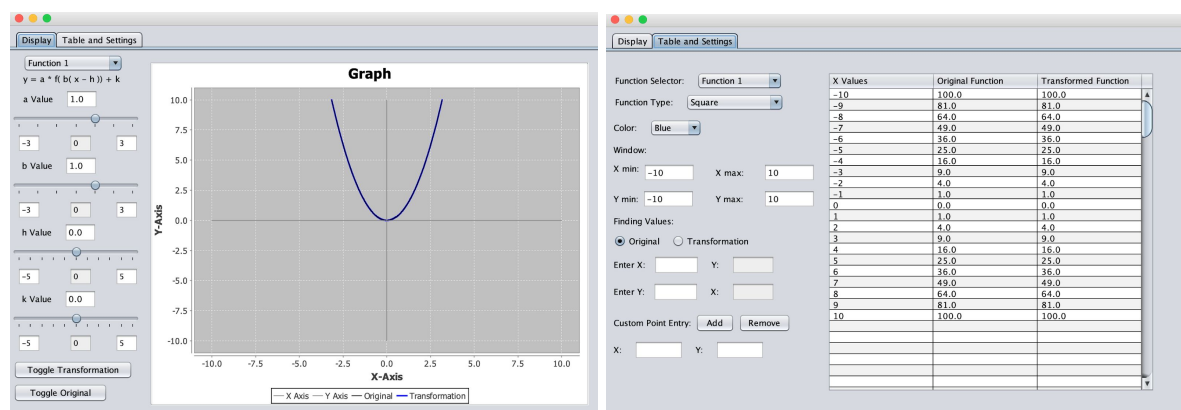 Display Table and Settings
Function 1
y = a * f( b( x − h )) + k
a Value 1.0
-3 0 3
b Value 1.0
-3 0 3
h Value 0.0
-5 0 5
k Value 0.0
-5 0 5
Toggle Transformation
Toggle Original
Graph
Y-Axis
10.0
7.5
5.0
2.5
0.0
-2.5
-5.0
-7.5
-10.0
-10.0 -7.5 -5.0 -2.5 0.0 2.5 5.0 7.5 10.0
X-Axis
X Axis Y Axis Original Transformation
Display Table and Settings
Function Selector: Function 1
Function Type: Square
Color: Blue
Window:
X min: -10 X max: 10
Y min: -10 Y max: 10
Finding Values:
Original Transformation
Enter X: Y:
Enter Y: X:
Custom Point Entry: Add Remove
X: Y:
X Values Original Function Transformed Function
-10 100.0 100.0
-9 81.0 81.0
-8 64.0 64.0
-7 49.0 49.0
-6 36.0 36.0
-5 25.0 25.0
-4 16.0 16.0
-3 9.0 9.0
-2 4.0 4.0
-1 1.0 1.0
0 0.0 0.0
1 1.0 1.0
2 4.0 4.0
3 9.0 9.0
4 16.0 16.0
5 25.0 25.0
6 36.0 36.0
7 49.0 49.0
8 64.0 64.0
9 81.0 81.0
10 100.0 100.0